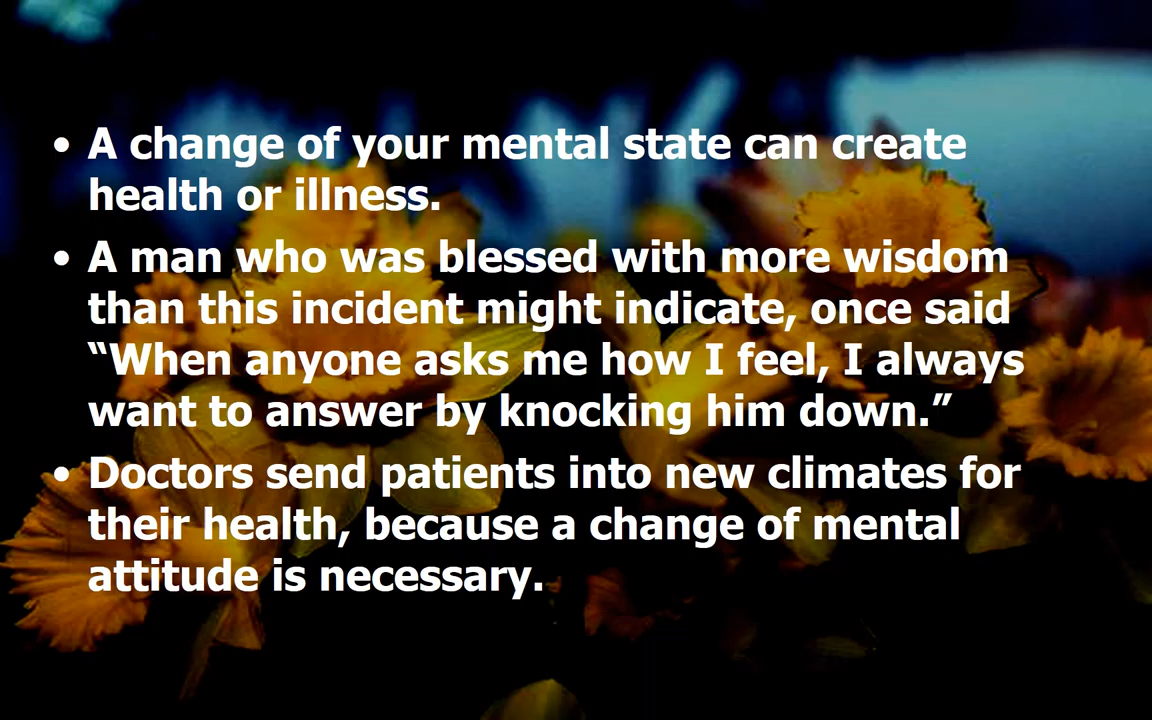 • A change of your mental state can create
health or illness.
• A man who was blessed with more wisdom
than this incident might indicate, once said
“When anyone asks me how I feel, I always
want to answer by knocking him down.”
• Doctors send patients into new climates for
their health, because a change of mental
attitude is necessary.